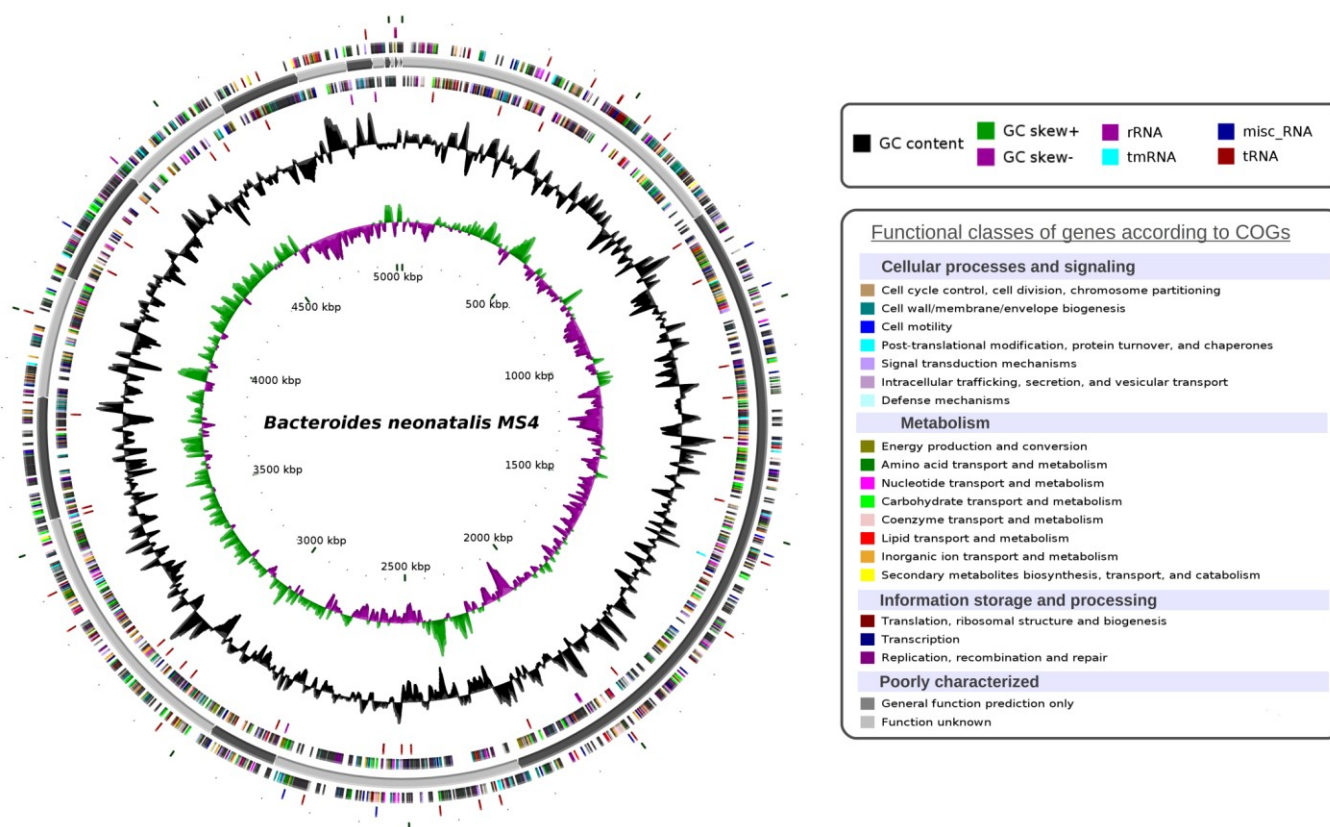 5000 kbp
4500 kbp
500 kbp
4000 kbp
1000 kbp
Bacteroides neonatalis MS4
3500 kbp
1500 kbp
3000 kbp
2000 kbp
2500 kbp
GC content
GC skew+
GC skew-
rRNA
tmRNA
misc_RNA
tRNA
Functional classes of genes according to COGs
Cellular processes and signaling
Cell cycle control, cell division, chromosome partitioning
Cell wall/membrane/envelope biogenesis
Cell motility
Post-translational modification, protein turnover, and chaperones
Signal transduction mechanisms
Intracellular trafficking, secretion, and vesicular transport
Defense mechanisms
Metabolism
Energy production and conversion
Amino acid transport and metabolism
Nucleotide transport and metabolism
Carbohydrate transport and metabolism
Coenzyme transport and metabolism
Lipid transport and metabolism
Inorganic ion transport and metabolism
Secondary metabolites biosynthesis, transport, and catabolism
Information storage and processing
Translation, ribosomal structure and biogenesis
Transcription
Replication, recombination and repair
Poorly characterized
General function prediction only
Function unknown